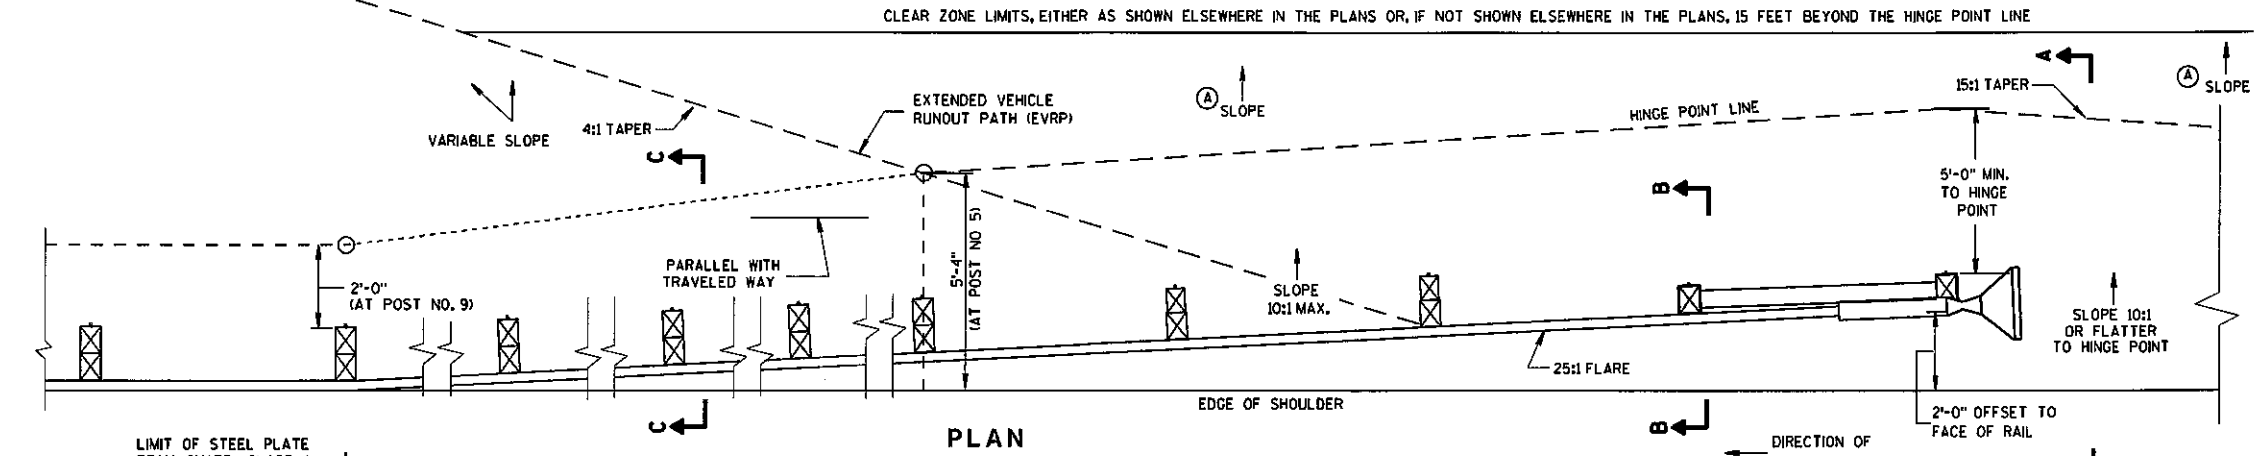 CLEAR ZONE LIMITS, EITHER AS SHOWN ELSEWHERE IN THE PLANS OR, IF NOT SHOWN ELSEWHERE IN THE PLANS, 15 FEET BEYOND THE HINGE POINT LINE
A
A
SLOPE
15:1 TAPER
A
SLOPE
EXTENDED VEHICLE
RUNOUT PATH (EVRP)
HINGE POINT LINE
4:1 TAPER
VARIABLE SLOPE
C
B
5'-0" MIN.
TO HINGE
POINT
5'-4"
(AT POST NO 5)
PARALLEL WITH
TRAVELED WAY
2'-0"
(AT POST NO. 9)
SLOPE
10:1 MAX.
SLOPE 10:1
OR FLATTER
TO HINGE POINT
25:1 FLARE
EDGE OF SHOULDER
2'-0" OFFSET TO
FACE OF RAIL
C
B
PLAN
DIRECTION OF
LIMIT OF STEEL PLATE